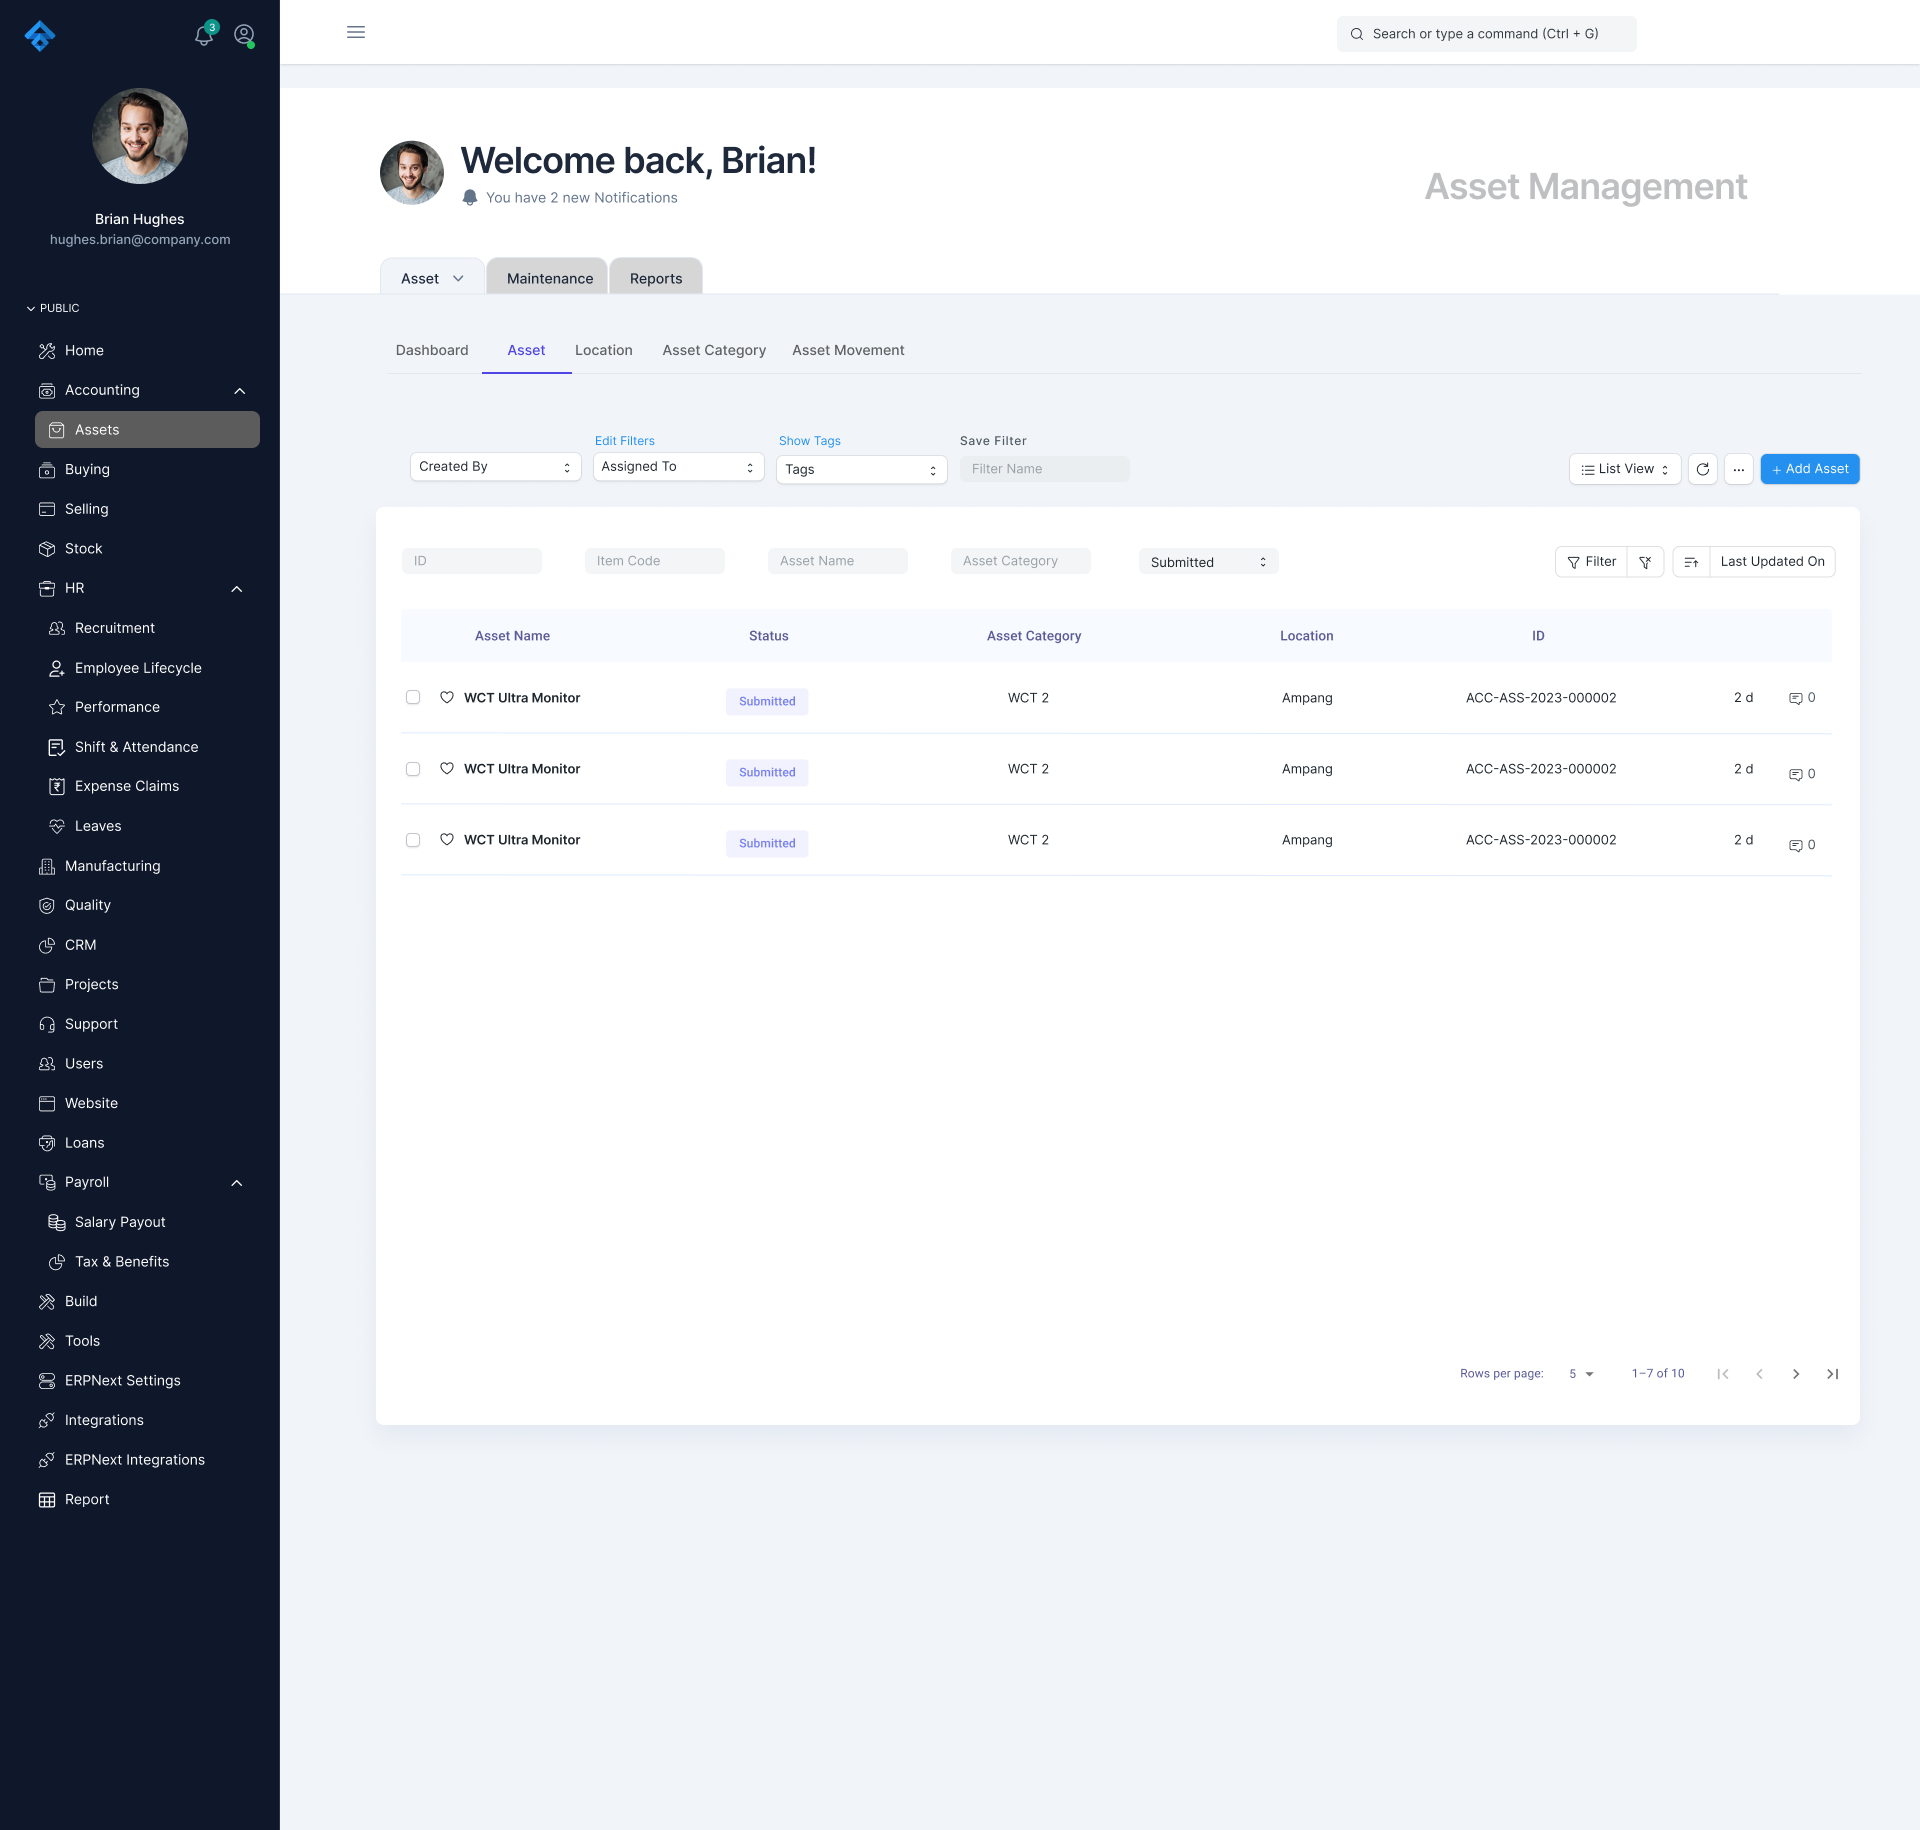 3
Search or type a command (Ctrl + G)
Brian Hughes
hughes.brian@company.com
PUBLIC
Home
Accounting
Assets
Buying
Selling
Stock
HR
Recruitment
Employee Lifecycle
Performance
Shift & Attendance
Expense Claims
Leaves
Manufacturing
Quality
CRM
Projects
Support
Users
Website
Loans
Payroll
Salary Payout
Tax & Benefits
Build
Tools
ERPNext Settings
Integrations
ERPNext Integrations
Report
Welcome back, Brian!
You have 2 new Notifications
Asset Management
Asset Maintenance Reports
Dashboard Asset Location Asset Category Asset Movement
Edit Filters Show Tags Save Filter
Created By Assigned To Tags Filter Name List View ... + Add Asset
ID Item Code Asset Name Asset Category Submitted Filter Last Updated On
Asset Name Status Asset Category Location ID
WCT Ultra Monitor Submitted WCT 2 Ampang ACC-ASS-2023-000002 2 d 0
WCT Ultra Monitor Submitted WCT 2 Ampang ACC-ASS-2023-000002 2 d 0
WCT Ultra Monitor Submitted WCT 2 Ampang ACC-ASS-2023-000002 2 d 0
Rows per page: 5 1–7 of 10